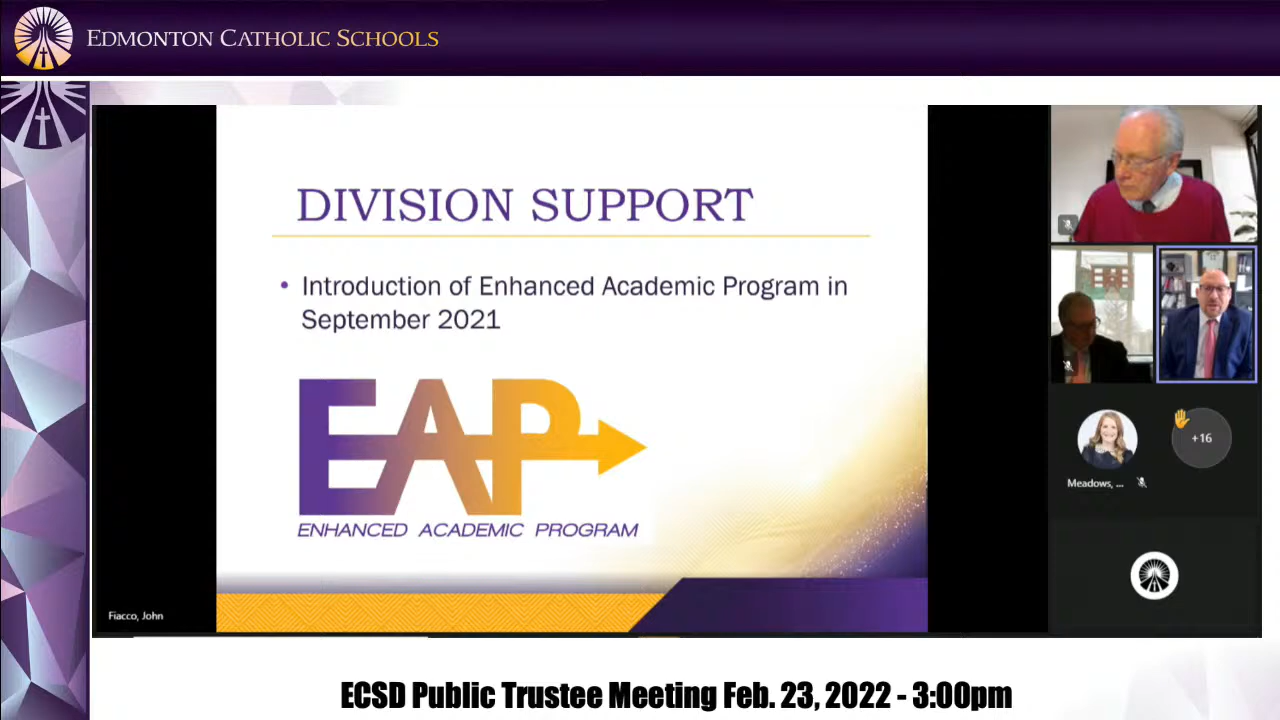 EDMONTON CATHOLIC SCHOOLS
DIVISION SUPPORT
• Introduction of Enhanced Academic Program in
September 2021
EAP
ENHANCED ACADEMIC PROGRAM
+16
Meadows, ...
Fiacco, John
ECSD Public Trustee Meeting Feb. 23, 2022 - 3:00pm